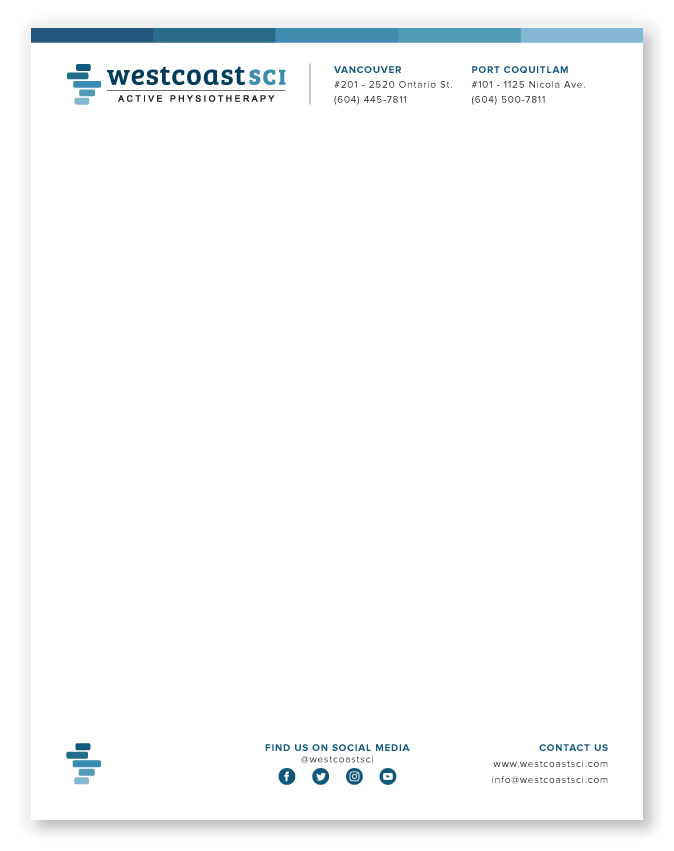 westcoast sci
ACTIVE PHYSIOTHERAPY
VANCOUVER
#201 - 2520 Ontario St.
(604) 445-7811
PORT COQUITLAM
#101 - 1125 Nicola Ave.
(604) 500-7811
FIND US ON SOCIAL MEDIA
@westcoastsci
CONTACT US
www.westcoastsci.com
info@westcoastsci.com